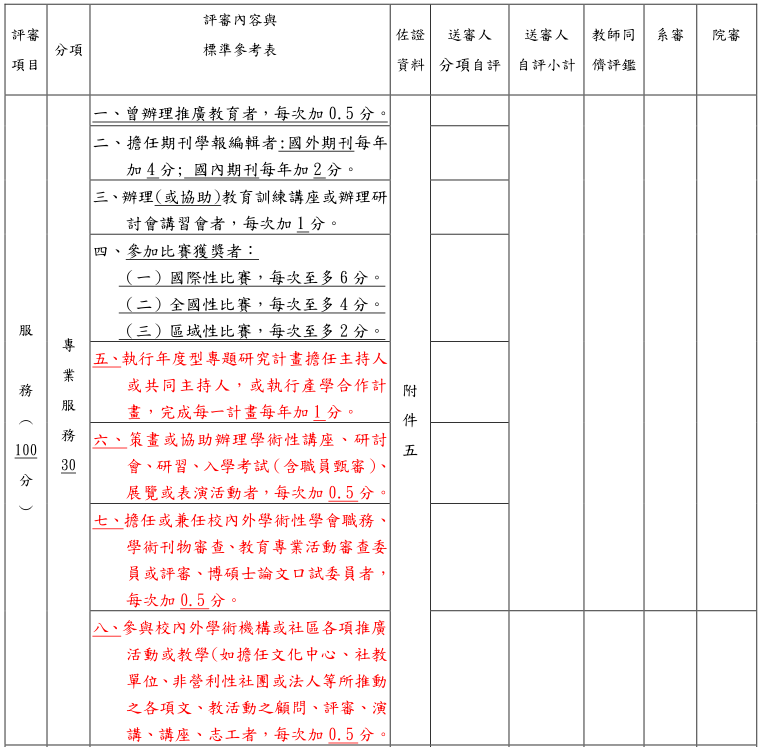 評審
項目
分項
評審內容與
標準參考表
佐證
資料
送審人
分項自評
送審人
自評小計
教師同
儕評鑑
系審
院審
服
務
（
100
分
）
專
業
服
務
30
一、曾辦理推廣教育者，每次加 0.5 分。
二、擔任期刊學報編輯者:國外期刊每年
加 4 分; 國內期刊每年加 2 分。
三、辦理(或協助)教育訓練講座或辦理研
討會講習會者，每次加 1 分。
四、參加比賽獲獎者：
（一）國際性比賽，每次至多 6 分。
（二）全國性比賽，每次至多 4 分。
（三）區域性比賽，每次至多 2 分。
五、執行年度型專題研究計畫擔任主持人
或共同主持人，或執行產學合作計
畫，完成每一計畫每年加 1 分。
六、策畫或協助辦理學術性講座、研討
會、研習、入學考試(含職員甄審)、
展覽或表演活動者，每次加 0.5 分。
七、擔任或兼任校內外學術性學會職務、
學術刊物審查、教育專業活動審查委
員或評審、博碩士論文口試委員者，
每次加 0.5 分。
八、參與校內外學術機構或社區各項推廣
活動或教學(如擔任文化中心、社教
單位、非營利性社團或法人等所推動
之各項文、教活動之顧問、評審、演
講、講座、志工者，每次加 0.5 分。
附
件
五